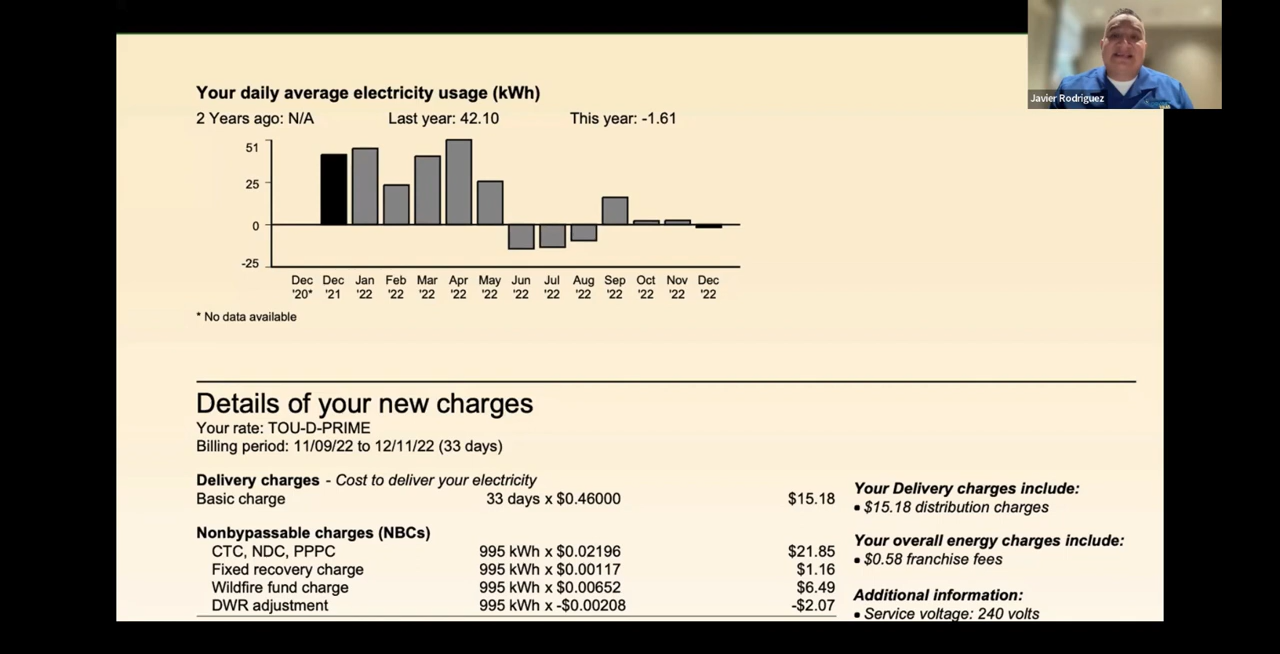 Javier Rodriguez
Your daily average electricity usage (kWh)
2 Years ago: N/A Last year: 42.10 This year: -1.61
51
25
0
-25
Dec Dec Jan Feb Mar Apr May Jun Jul Aug Sep Oct Nov Dec
'20* '21 '22 '22 '22 '22 '22 '22 '22 '22 '22 '22 '22 '22
* No data available
Details of your new charges
Your rate: TOU-D-PRIME
Billing period: 11/09/22 to 12/11/22 (33 days)
Delivery charges - Cost to deliver your electricity
Basic charge 33 days x $0.46000 $15.18
Nonbypassable charges (NBCs)
CTC, NDC, PPPC 995 kWh x $0.02196 $21.85
Fixed recovery charge 995 kWh x $0.00117 $1.16
Wildfire fund charge 995 kWh x $0.00652 $6.49
DWR adjustment 995 kWh x -$0.00208 -$2.07
Your Delivery charges include:
• $15.18 distribution charges
Your overall energy charges include:
• $0.58 franchise fees
Additional information:
• Service voltage: 240 volts